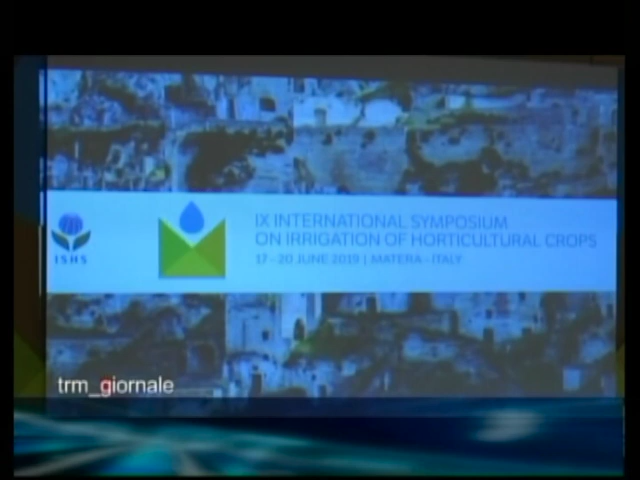 IX INTERNATIONAL SYMPOSIUM
ON IRRIGATION OF HORTICULTURAL CROPS
17 - 20 JUNE 2019 | MATERA - ITALY
ISHS
trm_giornale